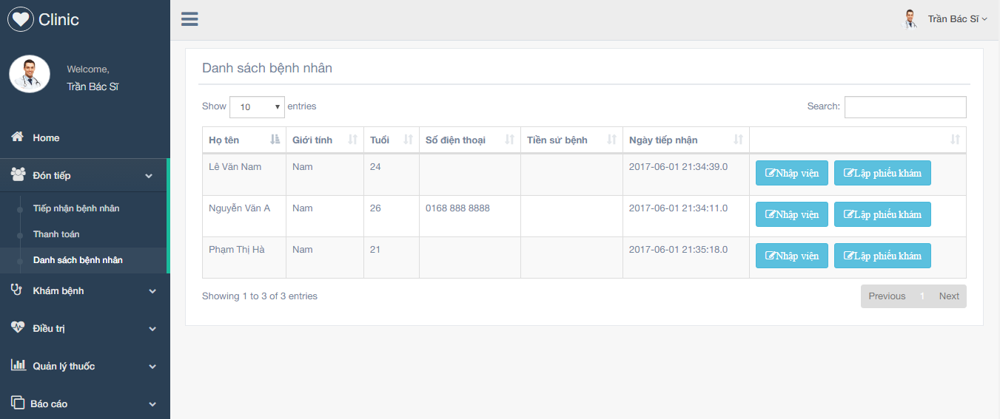 Clinic
Trần Bác Sĩ
Welcome,
Trần Bác Sĩ
Home
Đón tiếp
Tiếp nhận bệnh nhân
Thanh toán
Danh sách bệnh nhân
Khám bệnh
Điều trị
Quản lý thuốc
Báo cáo
Danh sách bệnh nhân
Show 10 entries Search:
Họ tên Giới tính Tuổi Số điện thoại Tiền sử bệnh Ngày tiếp nhận
Lê Văn Nam Nam 24 2017-06-01 21:34:39.0 Nhập viện Lập phiếu khám
Nguyễn Văn A Nam 26 0168 888 8888 2017-06-01 21:34:11.0 Nhập viện Lập phiếu khám
Phạm Thị Hà Nam 21 2017-06-01 21:35:18.0 Nhập viện Lập phiếu khám
Showing 1 to 3 of 3 entries Previous 1 Next